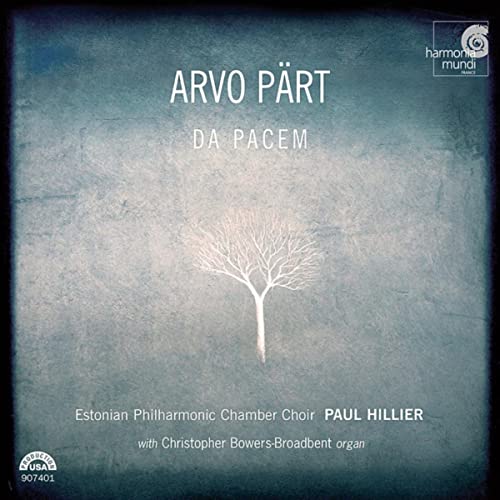 harmonia
mundi
FRANCE
ARVO PÄRT
DA PACEM
Estonian Philharmonic Chamber Choir PAUL HILLIER
with Christopher Bowers-Broadbent organ
PRODUCTION
USA
907401